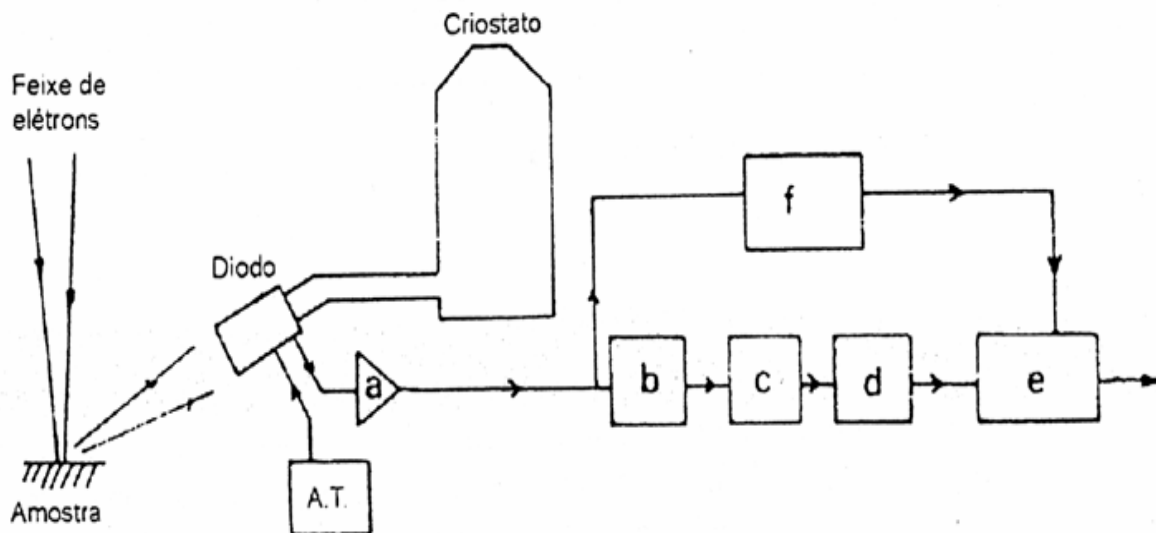 Criostato
Feixe de
elétrons
f
Diodo
a
b
c
d
e
A.T.
Amostra